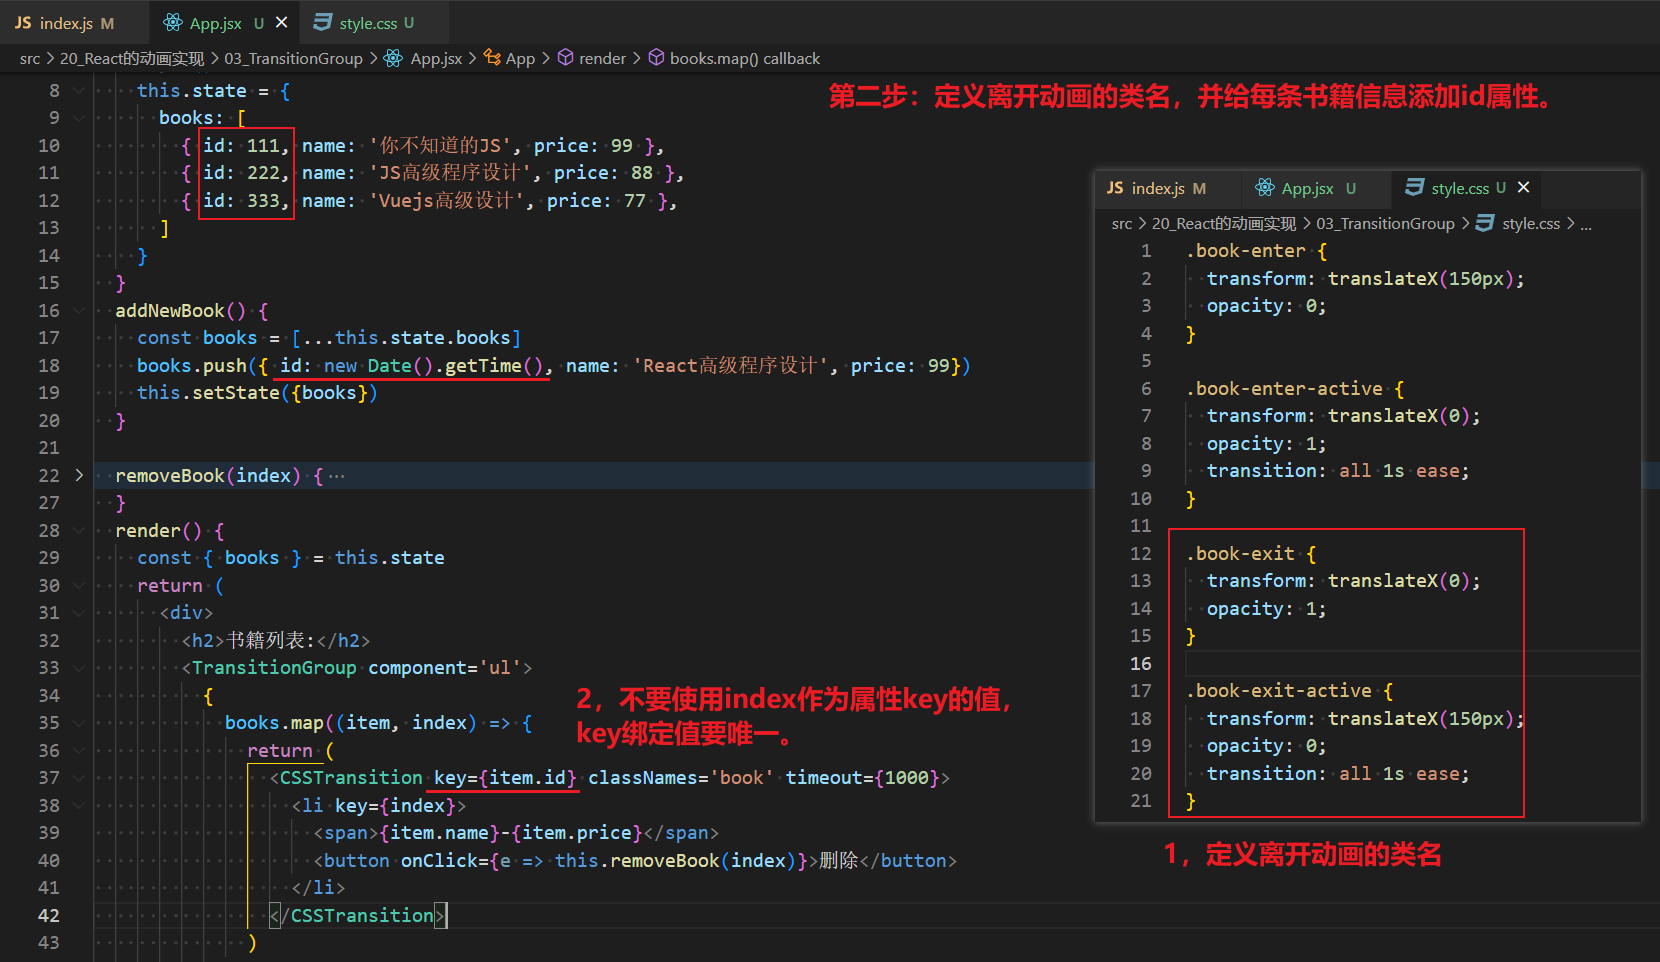 index.js M
App.jsx U
style.css U
src > 20_React的动画实现 > 03_TransitionGroup > App.jsx > App > render > books.map() callback
第二步：定义离开动画的类名，并给每条书籍信息添加id属性。
8 this.state = {
9 books: [
10 { id: 111, name: '你不知道的JS', price: 99 },
11 { id: 222, name: 'JS高级程序设计', price: 88 },
12 { id: 333, name: 'Vuejs高级设计', price: 77 },
13 ]
14 }
15 }
16 addNewBook() {
17 const books = [...this.state.books]
18 books.push({ id: new Date().getTime(), name: 'React高级程序设计', price: 99})
19 this.setState({books})
20 }
21
22 removeBook(index) { ...
27 }
28 render() {
29 const { books } = this.state
30 return (
31 <div>
32 <h2>书籍列表:</h2>
33 <TransitionGroup component='ul'>
34 {
35 books.map((item, index) => {
36 return (
37 <CSSTransition key={item.id} classNames='book' timeout={1000}>
38 <li key={index}>
39 <span>{item.name}-{item.price}</span>
40 <button onClick={e => this.removeBook(index)}>删除</button>
41 </li>
42 </CSSTransition>
43 )
2，不要使用index作为属性key的值，
key绑定值要唯一。
JS index.js M
App.jsx U
style.css U
src > 20_React的动画实现 > 03_TransitionGroup > style.css > ...
1 .book-enter {
2 transform: translateX(150px);
3 opacity: 0;
4 }
5
6 .book-enter-active {
7 transform: translateX(0);
8 opacity: 1;
9 transition: all 1s ease;
10 }
11
12 .book-exit {
13 transform: translateX(0);
14 opacity: 1;
15 }
16
17 .book-exit-active {
18 transform: translateX(150px);
19 opacity: 0;
20 transition: all 1s ease;
21 }
1，定义离开动画的类名